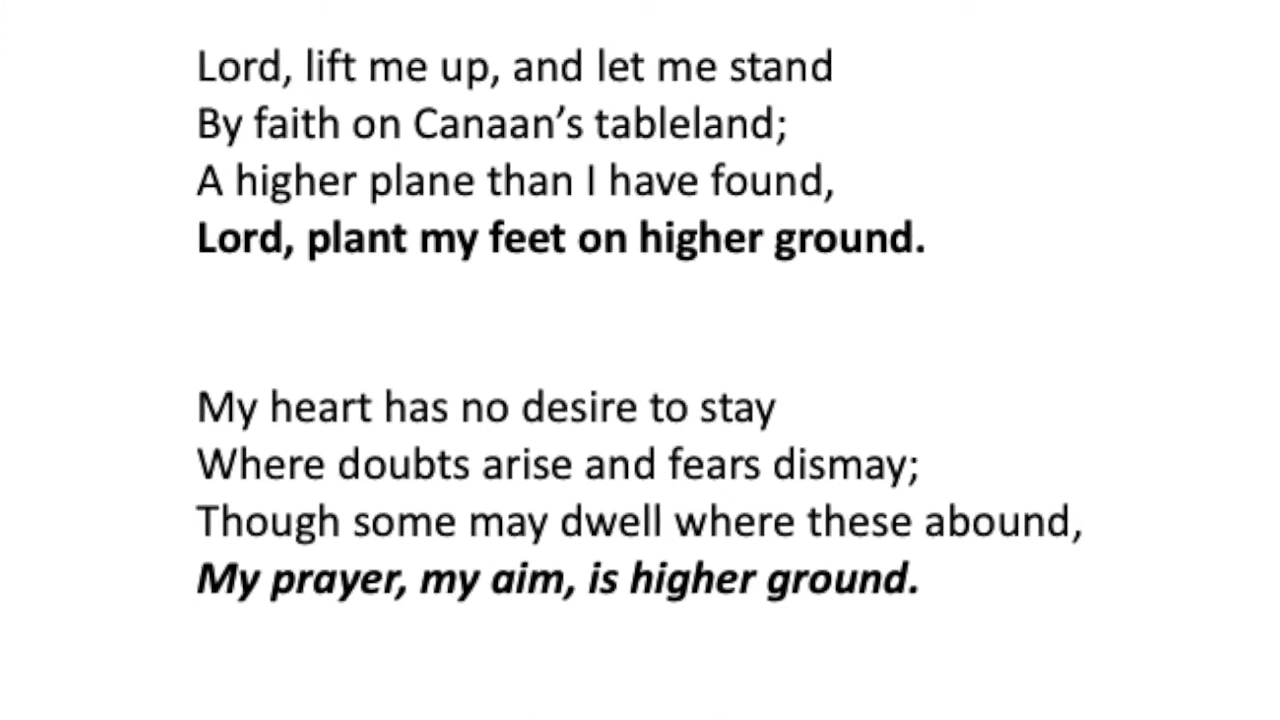 Lord, lift me up, and let me stand
By faith on Canaan’s tableland;
A higher plane than I have found,
Lord, plant my feet on higher ground.
My heart has no desire to stay
Where doubts arise and fears dismay;
Though some may dwell where these abound,
My prayer, my aim, is higher ground.